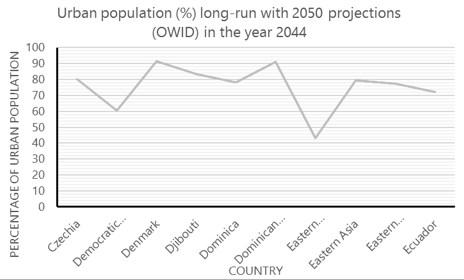 Urban population (%) long-run with 2050 projections
(OWID) in the year 2044
PERCENTAGE OF URBAN POPULATION
100
90
80
70
60
50
40
30
20
10
0
Czechia
Democratic...
Denmark
Djibouti
Dominica
Dominican...
Eastern...
Eastern Asia
Eastern...
Ecuador
COUNTRY